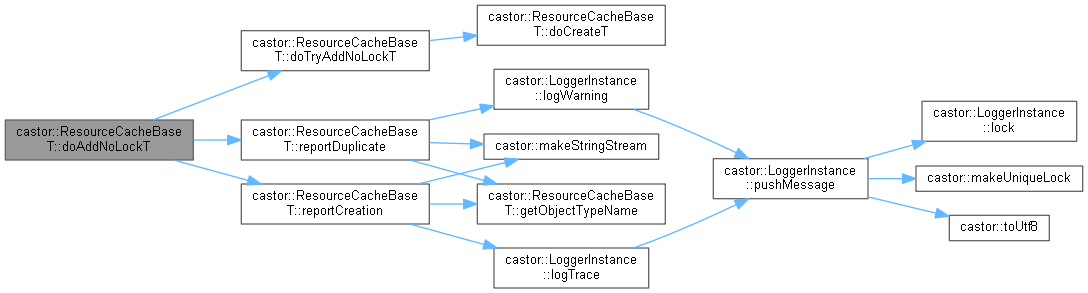 castor::ResourceCacheBase
T::doAddNoLockT
castor::ResourceCacheBase
T::doTryAddNoLockT
castor::ResourceCacheBase
T::reportDuplicate
castor::ResourceCacheBase
T::reportCreation
castor::ResourceCacheBase
T::doCreateT
castor::LoggerInstance
::logWarning
castor::makeStringStream
castor::ResourceCacheBase
T::getObjectTypeName
castor::LoggerInstance
::logTrace
castor::LoggerInstance
::pushMessage
castor::LoggerInstance
::lock
castor::makeUniqueLock
castor::toUtf8